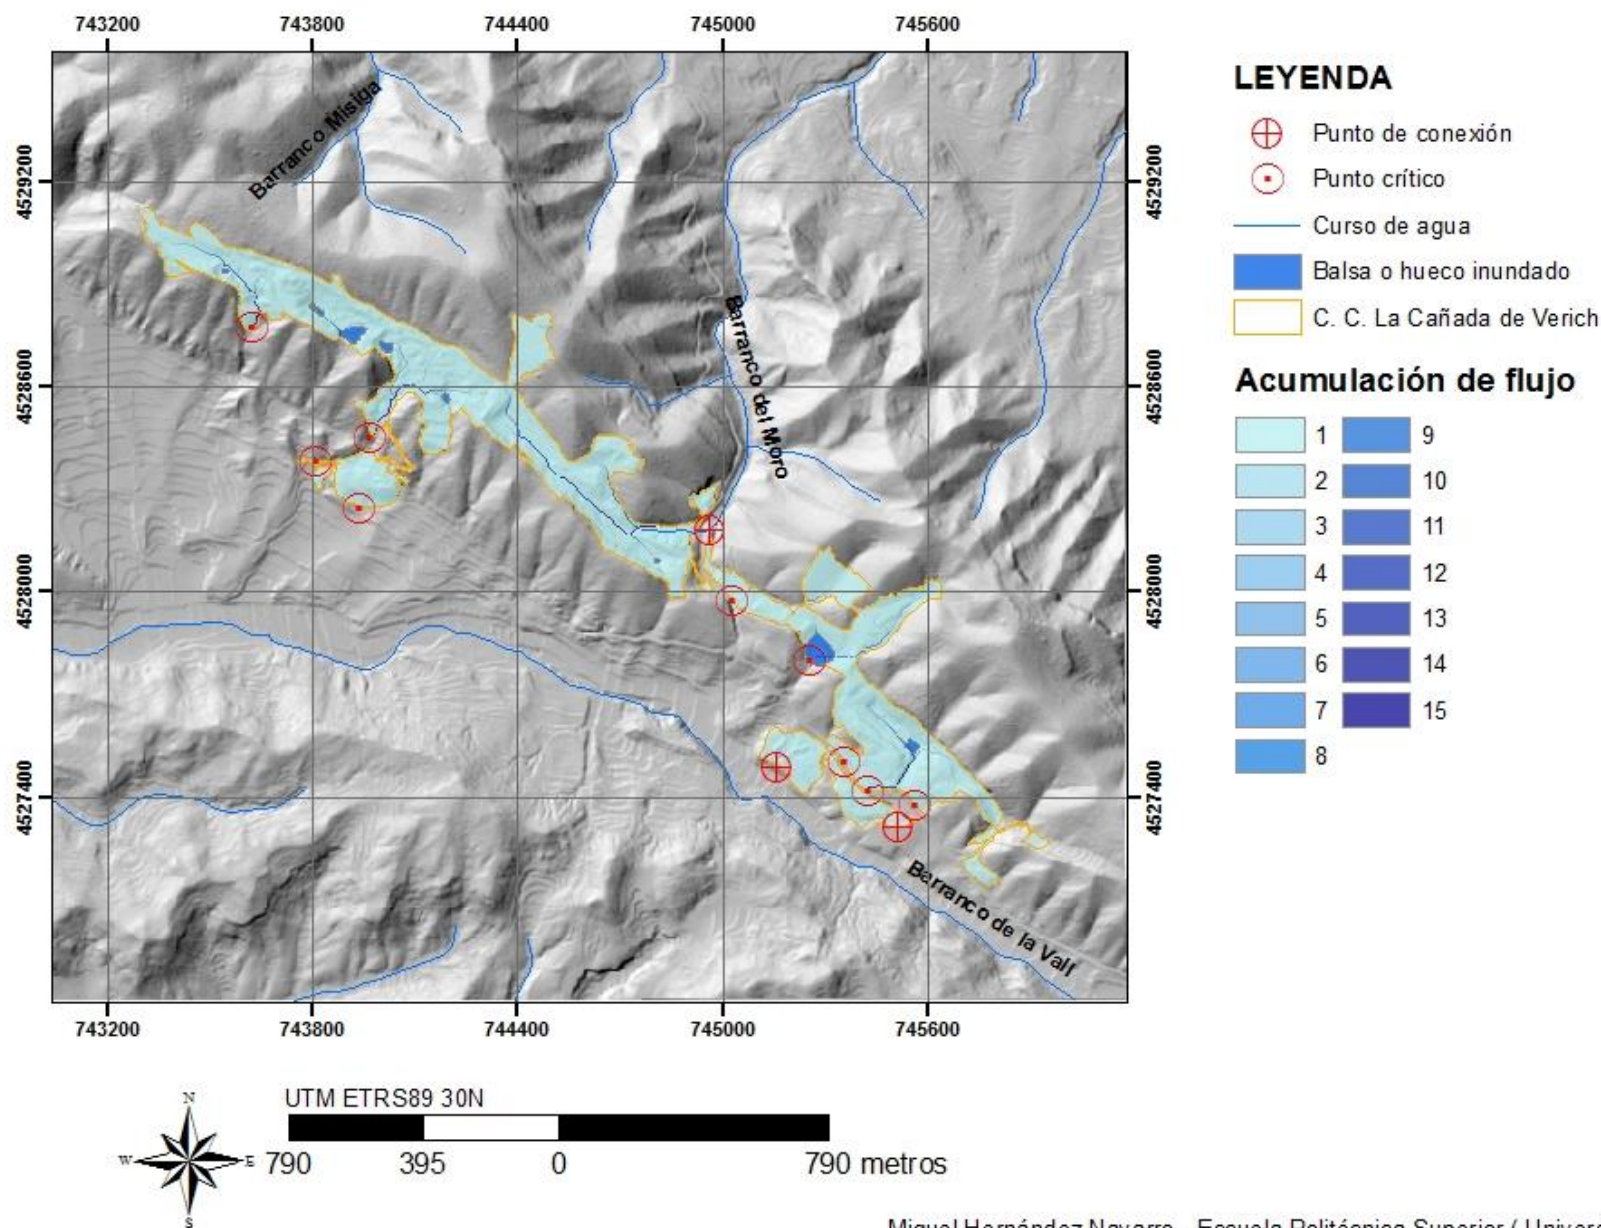 743200 743800 744400 745000 745600
4529200 4529200
4528600 4528600
4528000 4528000
4527400 4527400
Barranco Misiga
Barranco del Moro
Barranco de la Vall
743200 743800 744400 745000 745600
LEYENDA
Punto de conexión
Punto crítico
Curso de agua
Balsa o hueco inundado
C. C. La Cañada de Verich
Acumulación de flujo
1 9
2 10
3 11
4 12
5 13
6 14
7 15
8
N
W E
S
UTM ETRS89 30N
790 395 0 790 metros
Miguel Hernández Navarro - Escuela Politécnica Superior ( Univers